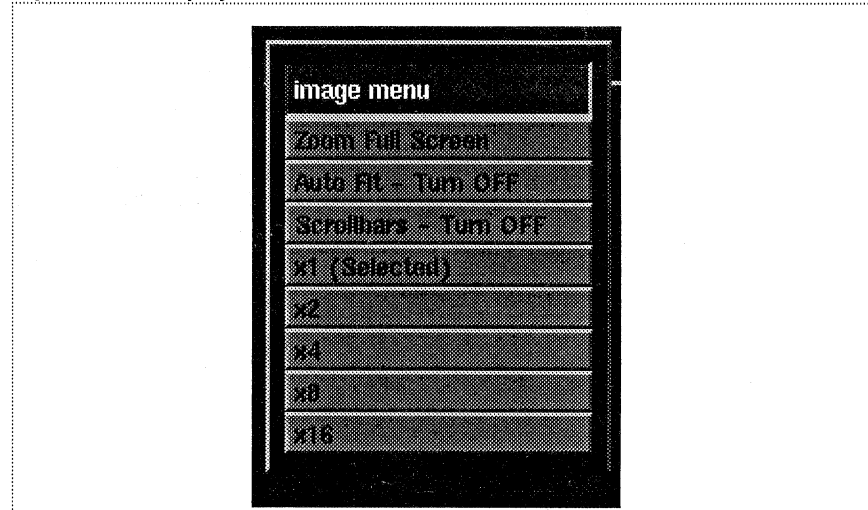 image menu
Zoom Full Screen
Auto Fit - Turn OFF
Scrollbars - Turn OFF
x1 (Selected)
x2
x4
x8
x16